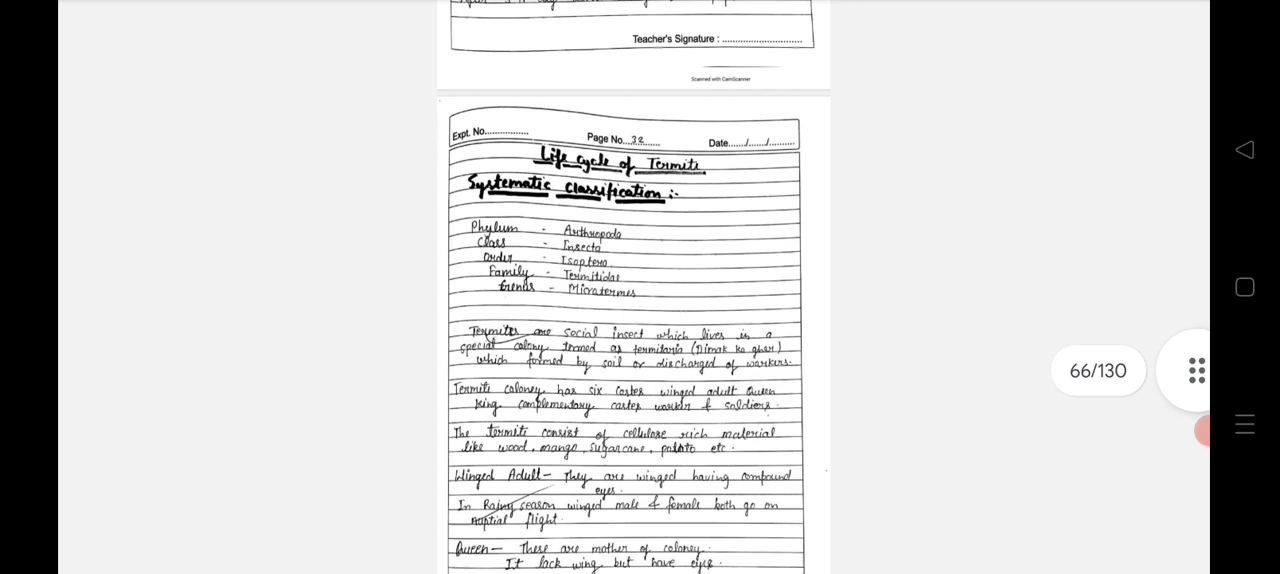 Teacher's Signature : ..............................
Scanned with CamScanner
Expt. No................
Page No...32.......
Date....../....../..........
Life cycle of Termite
Systematic Classification :-
Phylum - Arthropoda
Class - Insecta
Order - Isoptera
Family - Termitidae
Genus - Microtermes
Termites are social insect which lives in a
special colony termed as termitaris (Dimak ka ghar)
which formed by soil or discharged of workers.
Termite coloney has six castes winged adult Queen
king complementary castes worker & soldiers.
The termite consist of cellulose rich material
like wood, mango, sugarcane, potato etc.
Winged Adult - They are winged having compound
eyes.
In Rainy season winged male & female both go on
nuptial flight.
Queen - These are mother of coloney.
It lack wing but have eyes.
66/130